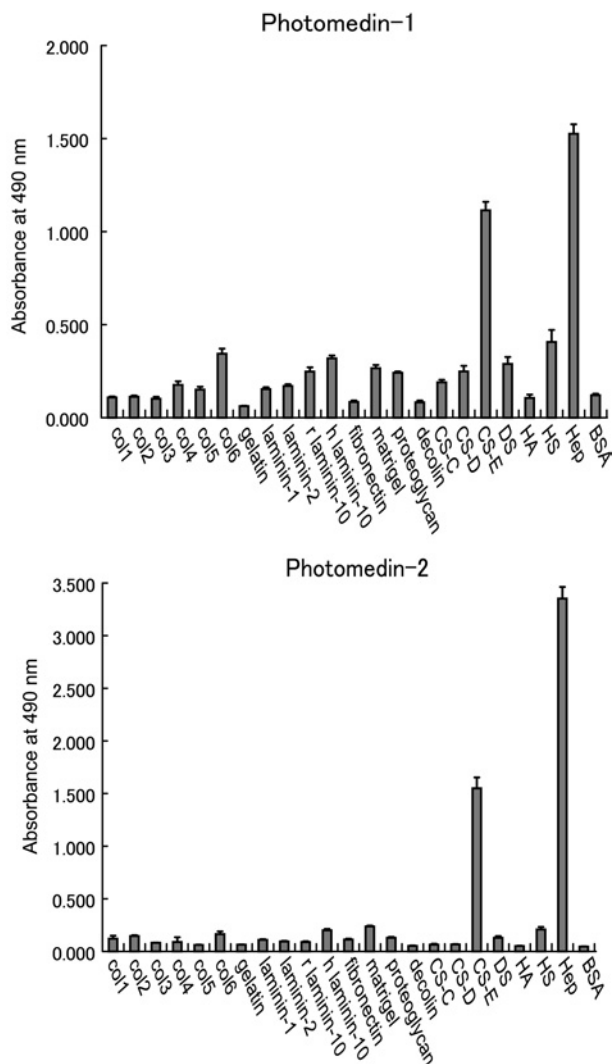 Photomedin-1
2.000
1.500
1.000
0.500
0.000
Absorbance at 490 nm
col1
col2
col3
col4
col5
col6
gelatin
laminin-1
laminin-2
r laminin-10
h laminin-10
fibronectin
matrigel
proteoglycan
decolin
CS-C
CS-D
CS-E
DS
HA
HS
Hep
BSA
Photomedin-2
3.500
3.000
2.500
2.000
1.500
1.000
0.500
0.000
Absorbance at 490 nm
col1
col2
col3
col4
col5
col6
gelatin
laminin-1
laminin-2
r laminin-10
h laminin-10
fibronectin
matrigel
proteoglycan
decolin
CS-C
CS-D
CS-E
DS
HA
HS
Hep
BSA